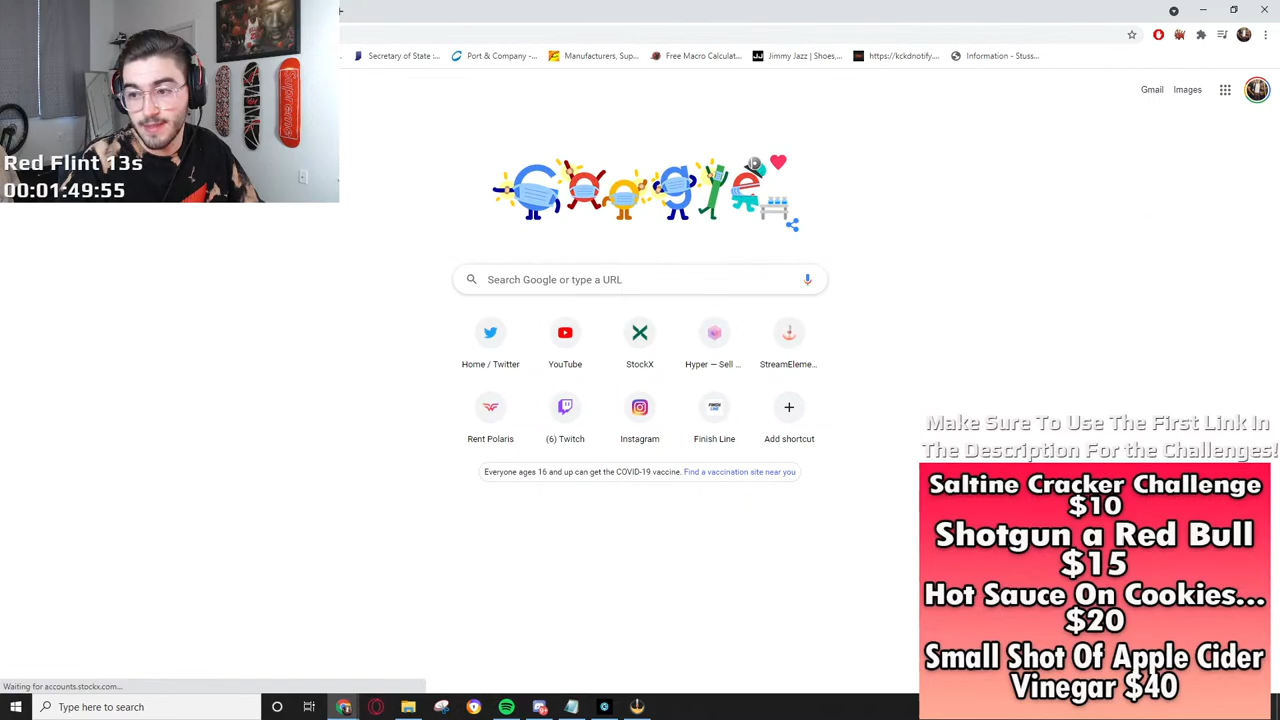 Secretary of State :
Port & Company -...
Manufacturers, Sup...
Free Macro Calculat...
Jimmy Jazz | Shoes,...
https://kckdnotify....
Information - Stuss...
Gmail
Images
Supreme
Red Flint 13s
00:01:49:55
Google
Search Google or type a URL
Home / Twitter
YouTube
StockX
Hyper — Sell ...
StreamEleme...
Rent Polaris
(6) Twitch
Instagram
FINISH LINE
Finish Line
Add shortcut
Everyone ages 16 and up can get the COVID-19 vaccine. Find a vaccination site near you
Make Sure To Use The First Link In
The Description For the Challenges!
Saltine Cracker Challenge
$10
Shotgun a Red Bull
$15
Hot Sauce On Cookies...
$20
Small Shot Of Apple Cider
Vinegar $40
Waiting for accounts.stockx.com...
Type here to search